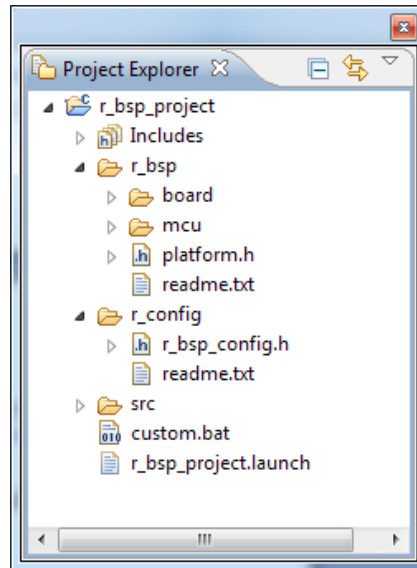 Project Explorer
r_bsp_project
Includes
r_bsp
board
mcu
platform.h
readme.txt
r_config
r_bsp_config.h
readme.txt
src
custom.bat
r_bsp_project.launch